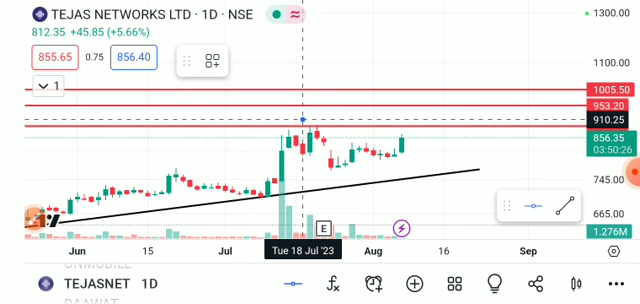 TEJAS NETWORKS LTD · 1D · NSE
812.35 +45.85 (+5.66%)
855.65 0.75 856.40
1
1300.00
1100.00
1005.50
953.20
910.25
856.35
03:50:26
745.00
665.00
1.276M
E
Jun 15 Jul Tue 18 Jul '23 Aug 16 Sep
TEJASNET 1D
DAAWAT